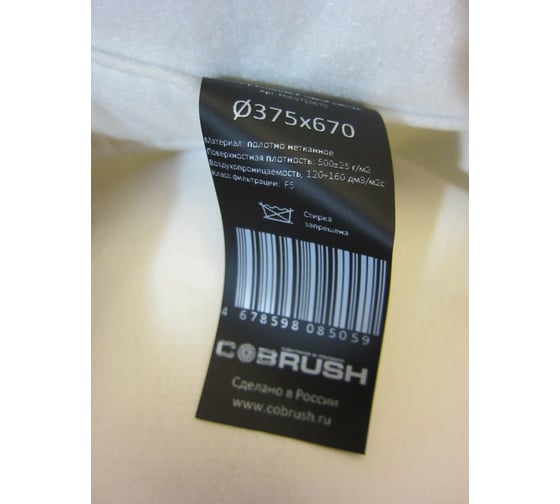 Ø375х670
Материал: полотно нетканное
Поверхностная плотность: 500±25 г/м2
Воздухопроницаемость, 120÷160 дм3/м2с
Класс фильтрации: F5
Стирка
запрещена
4 678598 085059
COBRUSH
Сделано в России
www.cobrush.ru